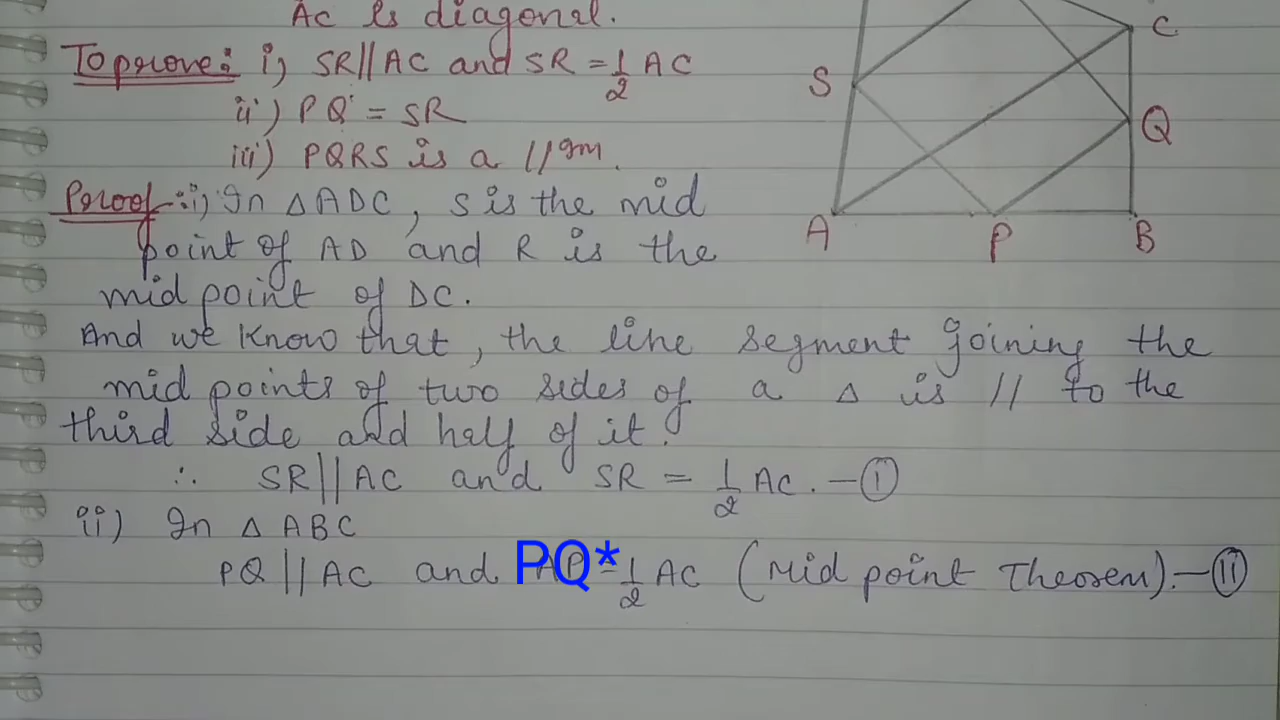 AC is diagonal.
To prove: i) SR||AC and SR = 1/2 AC
ii) PQ = SR
iii) PQRS is a ||gm.
Proof :i) In △ADC, S is the mid
point of AD and R is the
mid point of DC.
And we know that, the line segment joining the
mid points of two sides of a △ is || to the
third side and half of it.
∴ SR||AC and SR = 1/2 AC. —(I)
ii) In △ ABC
PQ||AC and PQ* = 1/2 AC (Mid point Theorem).—(II)
C
S
Q
A
P
B